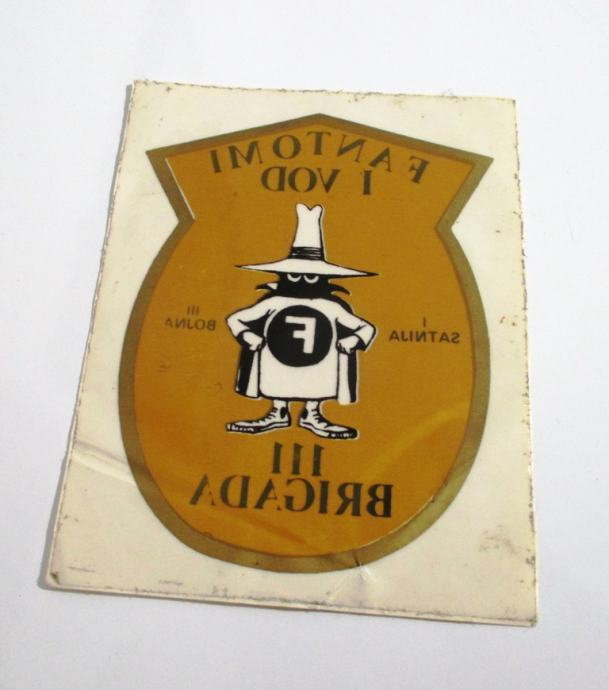 FANTOMI
I VOD
I
SATNIJA
III
BOJNA
F
III
BRIGADA